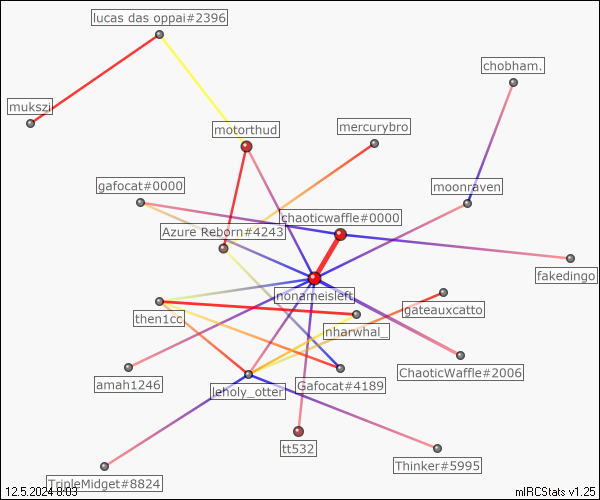 lucas das oppai#2396
chobham.
mukszi
motorthud
mercurybro
gafocat#0000
moonraven
chaoticwaffle#0000
Azure Reborn#4243
fakedingo
nonameisleft
then1cc
gateauxcatto
nharwhal_
ChaoticWaffle#2006
amah1246
leholy_otter
Gafocat#4189
tt532
Thinker#5995
TripleMidget#8824
12.5.2024 8:03
mIRCStats v1.25